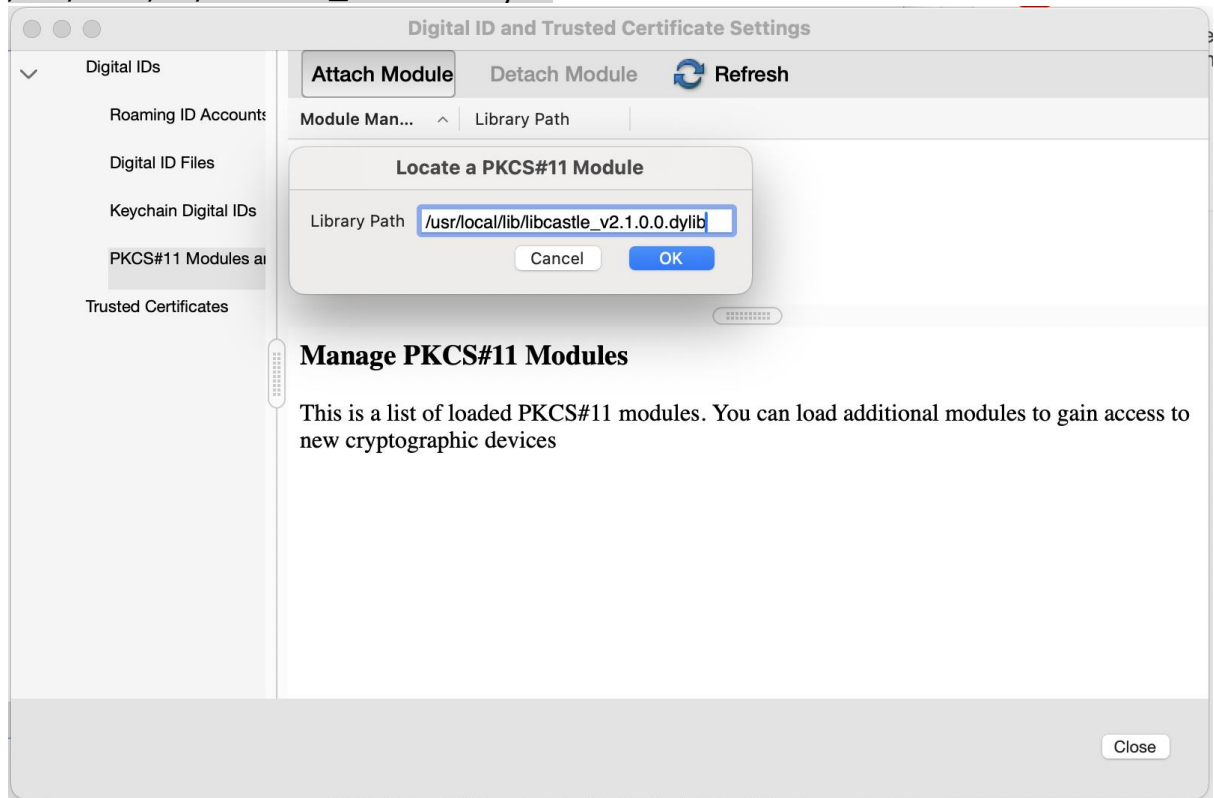 Digital ID and Trusted Certificate Settings
Digital IDs
Roaming ID Accounts
Digital ID Files
Keychain Digital IDs
PKCS#11 Modules a
Trusted Certificates
Attach Module Detach Module Refresh
Module Man... Library Path
Locate a PKCS#11 Module
Library Path /usr/local/lib/libcastle_v2.1.0.0.dylib
Cancel OK
Manage PKCS#11 Modules
This is a list of loaded PKCS#11 modules. You can load additional modules to gain access to
new cryptographic devices
Close